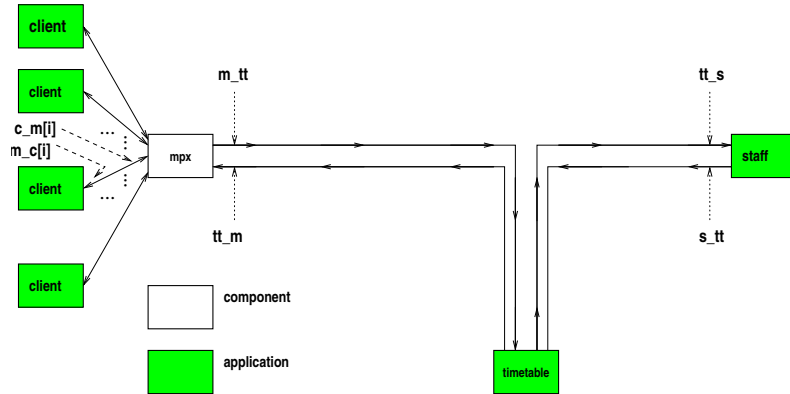 client
client
c_m[i]
m_c[i]
client
client
...
...
mpx
m_tt
tt_m
tt_s
staff
s_tt
component
application
timetable